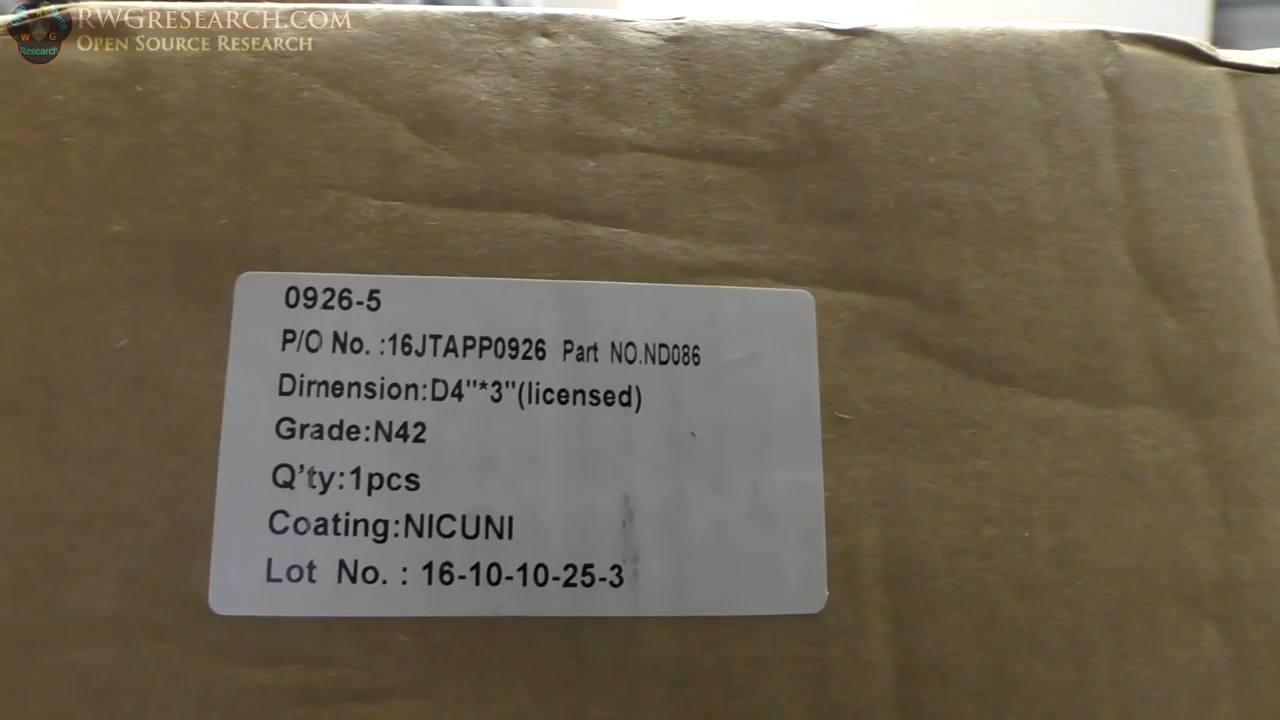 RWGRESEARCH.COM
OPEN SOURCE RESEARCH
W G
Research
0926-5
P/O No. :16JTAPP0926 Part NO.ND086
Dimension:D4"*3"(licensed)
Grade:N42
Q'ty:1pcs
Coating:NICUNI
Lot No. : 16-10-10-25-3